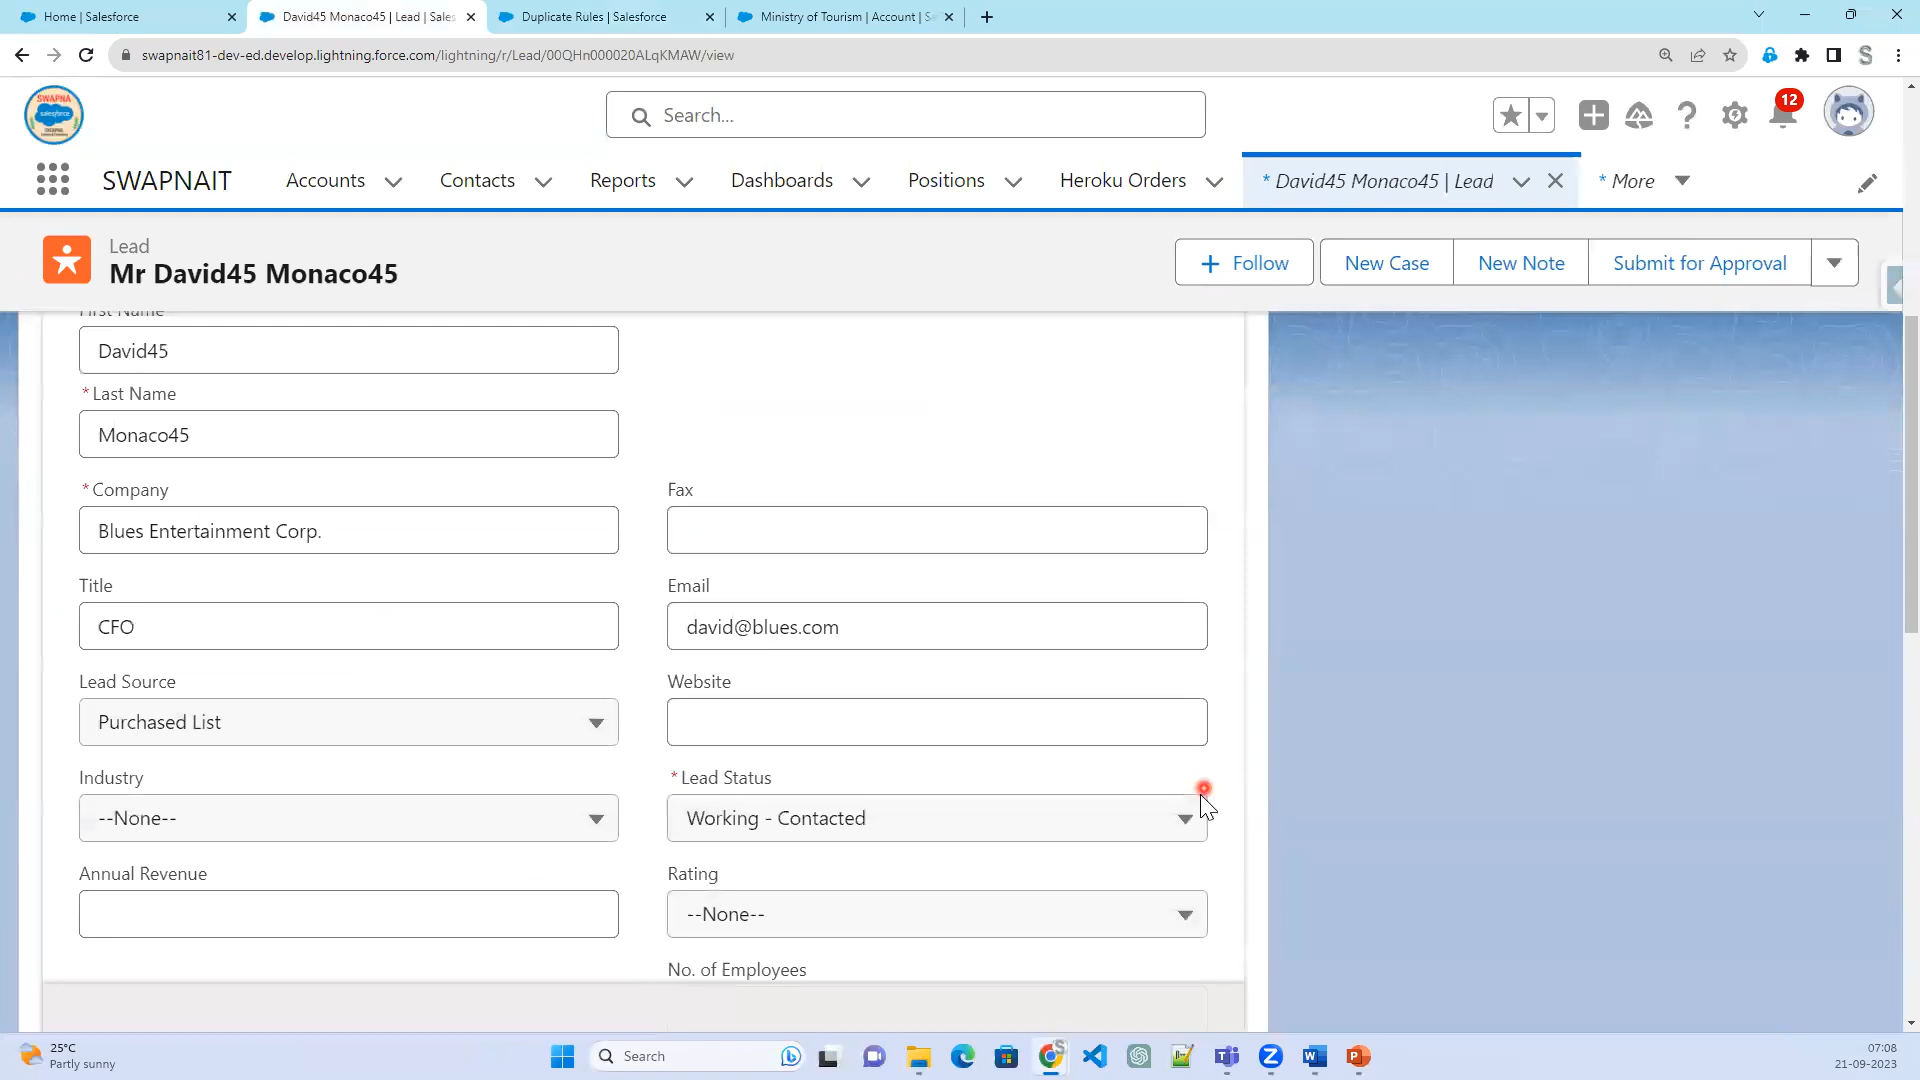 Home | Salesforce
David45 Monaco45 | Lead | Sales
Duplicate Rules | Salesforce
Ministry of Tourism | Account | S
swapnait81-dev-ed.develop.lightning.force.com/lightning/r/Lead/00QHn000020ALqKMAW/view
SWAPNA
salesforce
Search...
12
SWAPNAIT
Accounts
Contacts
Reports
Dashboards
Positions
Heroku Orders
* David45 Monaco45 | Lead
* More
Lead
Mr David45 Monaco45
Follow
New Case
New Note
Submit for Approval
First Name
David45
* Last Name
Monaco45
* Company
Fax
Blues Entertainment Corp.
Title
Email
CFO
david@blues.com
Lead Source
Website
Purchased List
Industry
* Lead Status
--None--
Working - Contacted
Annual Revenue
Rating
--None--
No. of Employees
25°C
Partly sunny
Search
07:08
21-09-2023